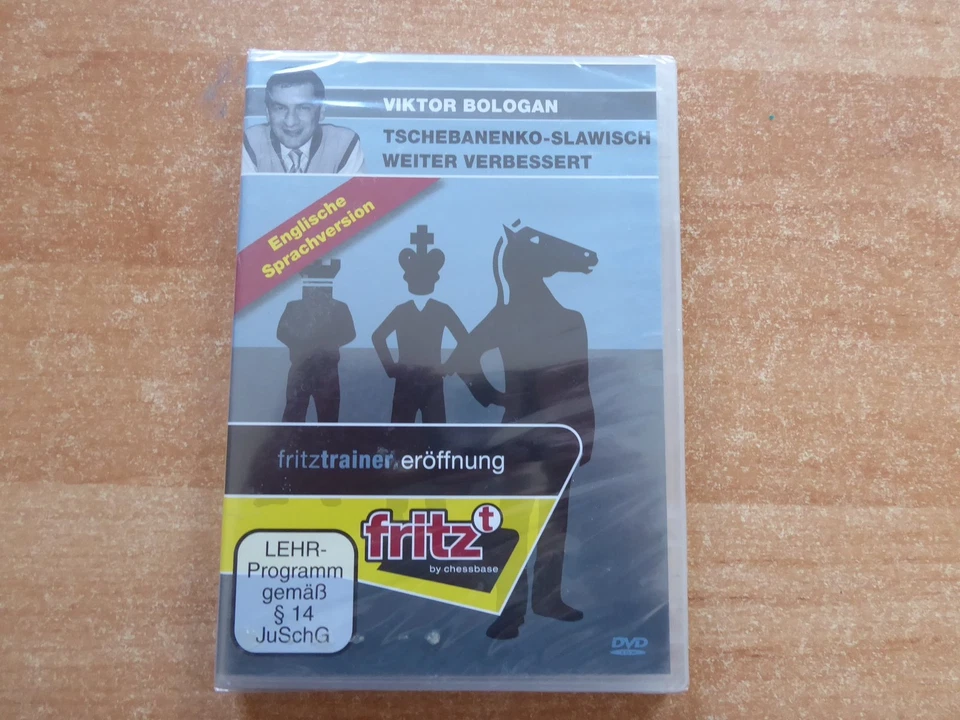 VIKTOR BOLOGAN
TSCHEBANENKO-SLAWISCH
WEITER VERBESSERT
Englische
Sprachversion
fritztrainer eröffnung
fritz t
by chessbase
LEHR-
Programm
gemäß
§ 14
JuSchG
DVD